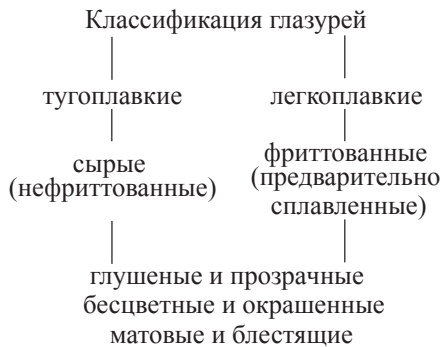 Классификация глазурей
тугоплавкие легкоплавкие
сырые
(нефриттованные)
фриттованные
(предварительно
сплавленные)
глушеные и прозрачные
бесцветные и окрашенные
матовые и блестящие